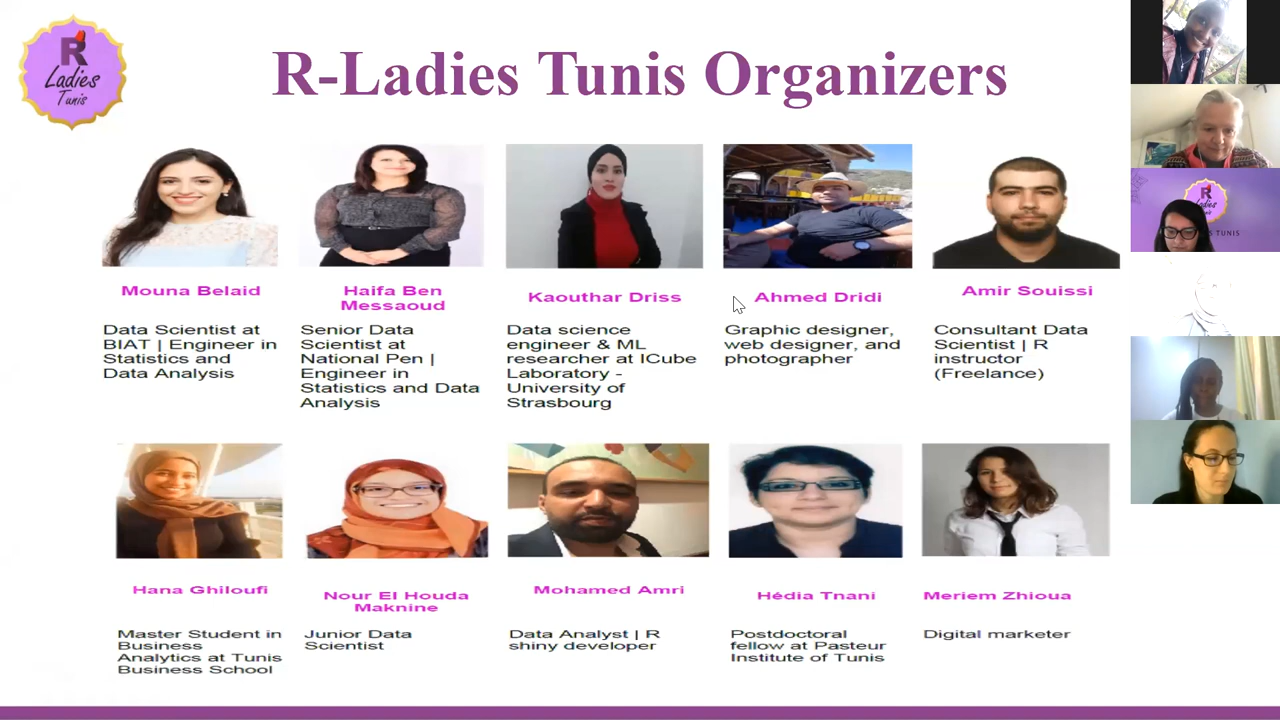 R
Ladies
Tunis
R-Ladies Tunis Organizers
Mouna Belaid
Data Scientist at
BIAT | Engineer in
Statistics and
Data Analysis
Haifa Ben
Messaoud
Senior Data
Scientist at
National Pen |
Engineer in
Statistics and Data
Analysis
Kaouthar Driss
Data science
engineer & ML
researcher at ICube
Laboratory -
University of
Strasbourg
Ahmed Dridi
Graphic designer,
web designer, and
photographer
Amir Souissi
Consultant Data
Scientist | R
instructor
(Freelance)
Hana Ghiloufi
Master Student in
Business
Analytics at Tunis
Business School
Nour El Houda
Maknine
Junior Data
Scientist
Mohamed Amri
Data Analyst | R
shiny developer
Hédia Tnani
Postdoctoral
fellow at Pasteur
Institute of Tunis
Meriem Zhioua
Digital marketer
R
Ladies
Tunis
TUNIS